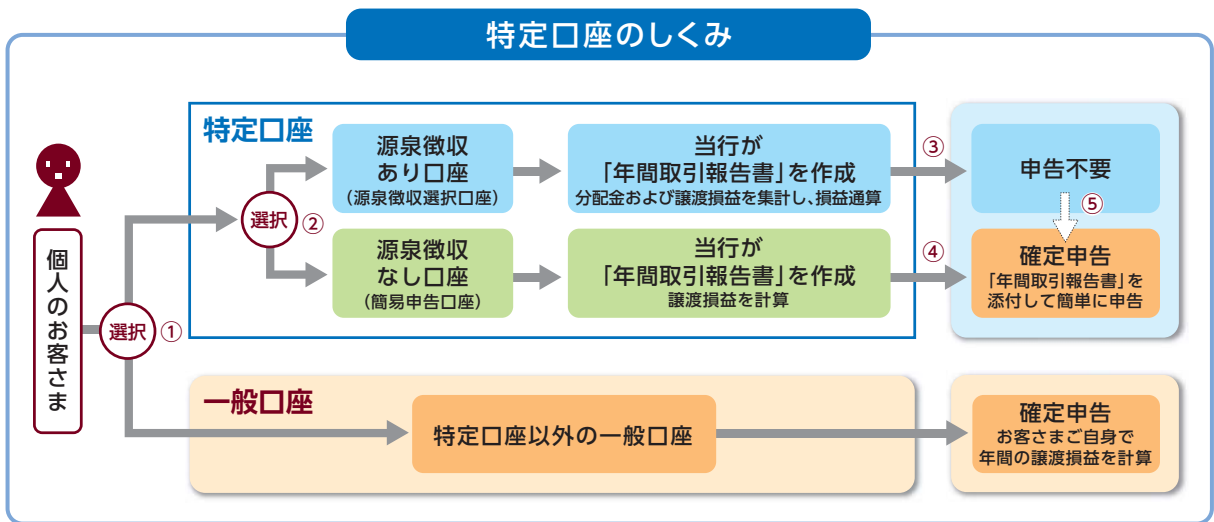 特定口座のしくみ
個人のお客さま
選択 ①
特定口座
選択 ②
源泉徴収
あり口座
(源泉徴収選択口座)
当行が
「年間取引報告書」を作成
分配金および譲渡損益を集計し、損益通算
③
申告不要
⑤
源泉徴収
なし口座
(簡易申告口座)
当行が
「年間取引報告書」を作成
譲渡損益を計算
④
確定申告
「年間取引報告書」を
添付して簡単に申告
一般口座
特定口座以外の一般口座
確定申告
お客さまご自身で
年間の譲渡損益を計算